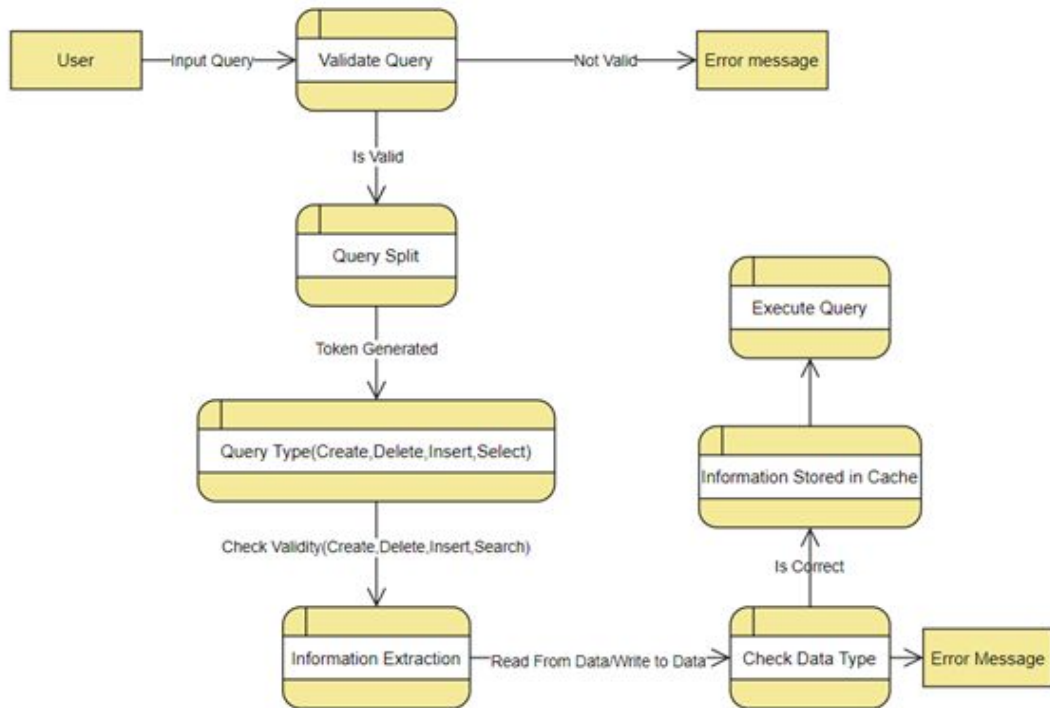 User
Input Query
Validate Query
Not Valid
Error message
Is Valid
Query Split
Execute Query
Token Generated
Query Type(Create,Delete,Insert,Select)
Information Stored in Cache
Check Validity(Create,Delete,Insert,Search)
Is Correct
Information Extraction
Read From Data/Write to Data
Check Data Type
Error Message